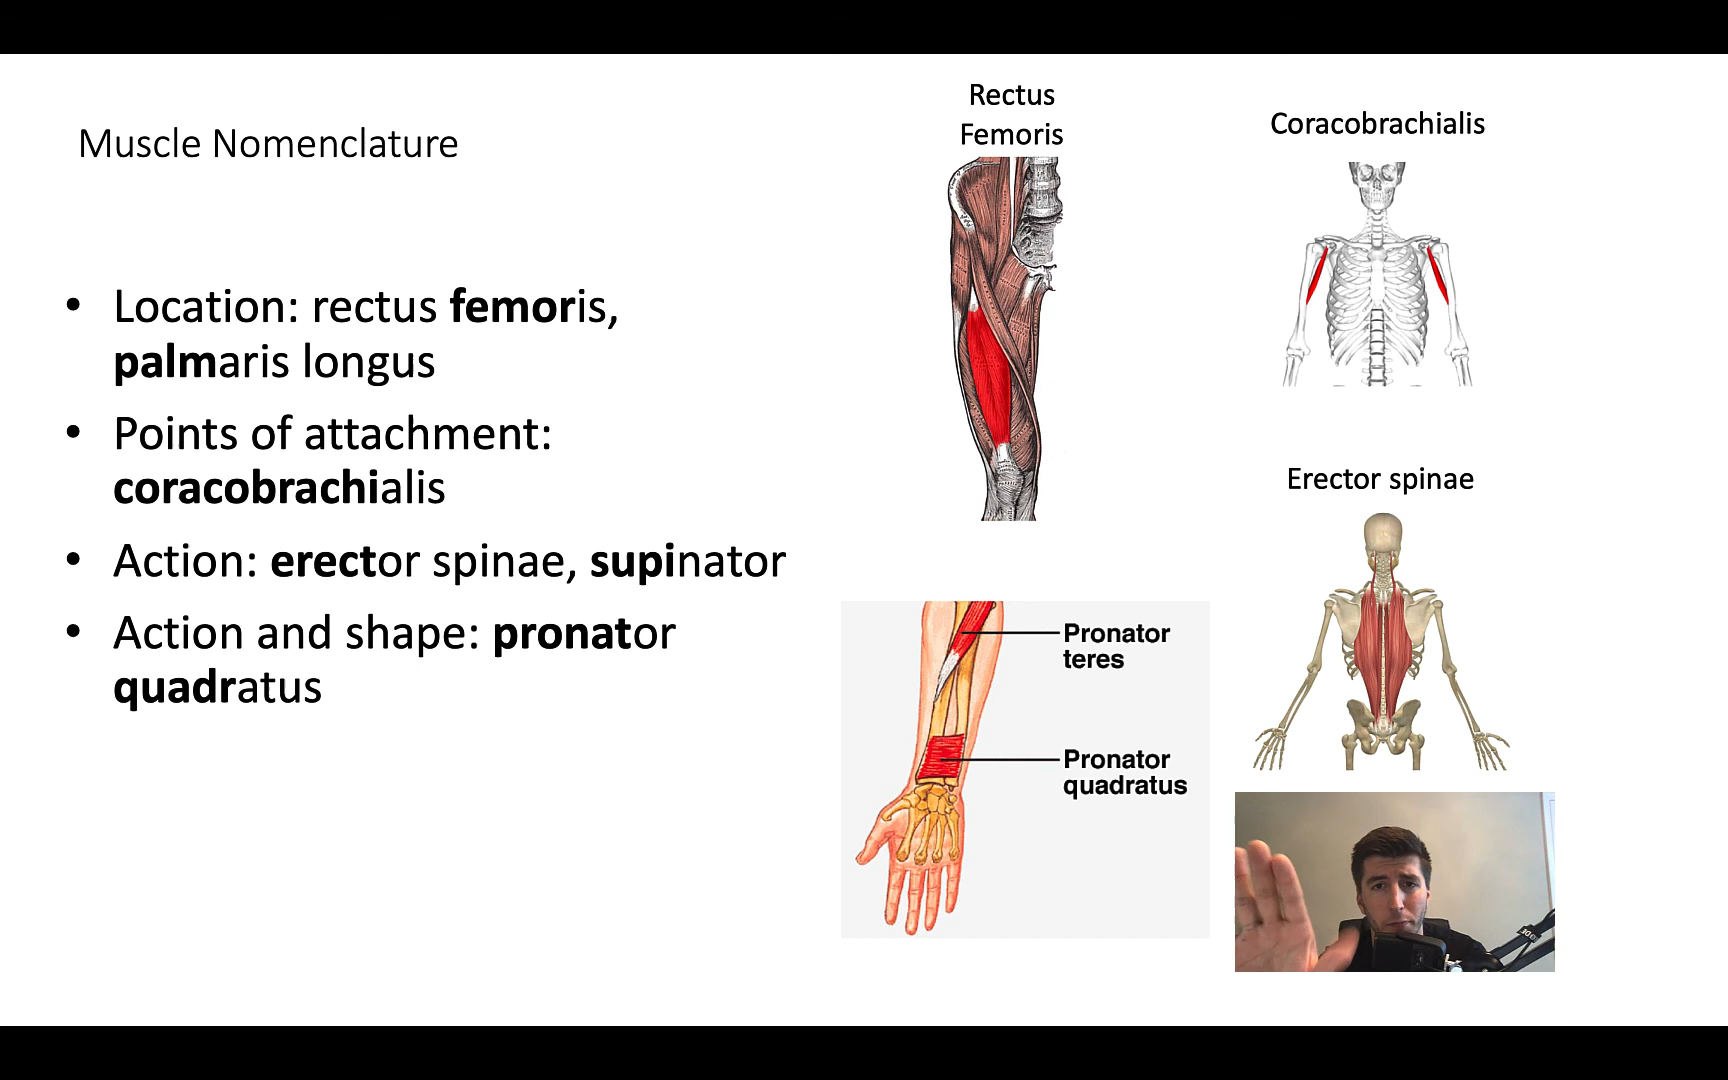 Muscle Nomenclature
• Location: rectus femoris,
palmaris longus
• Points of attachment:
coracobrachialis
• Action: erector spinae, supinator
• Action and shape: pronator
quadratus
Rectus
Femoris
Coracobrachialis
Erector spinae
Pronator
teres
Pronator
quadratus